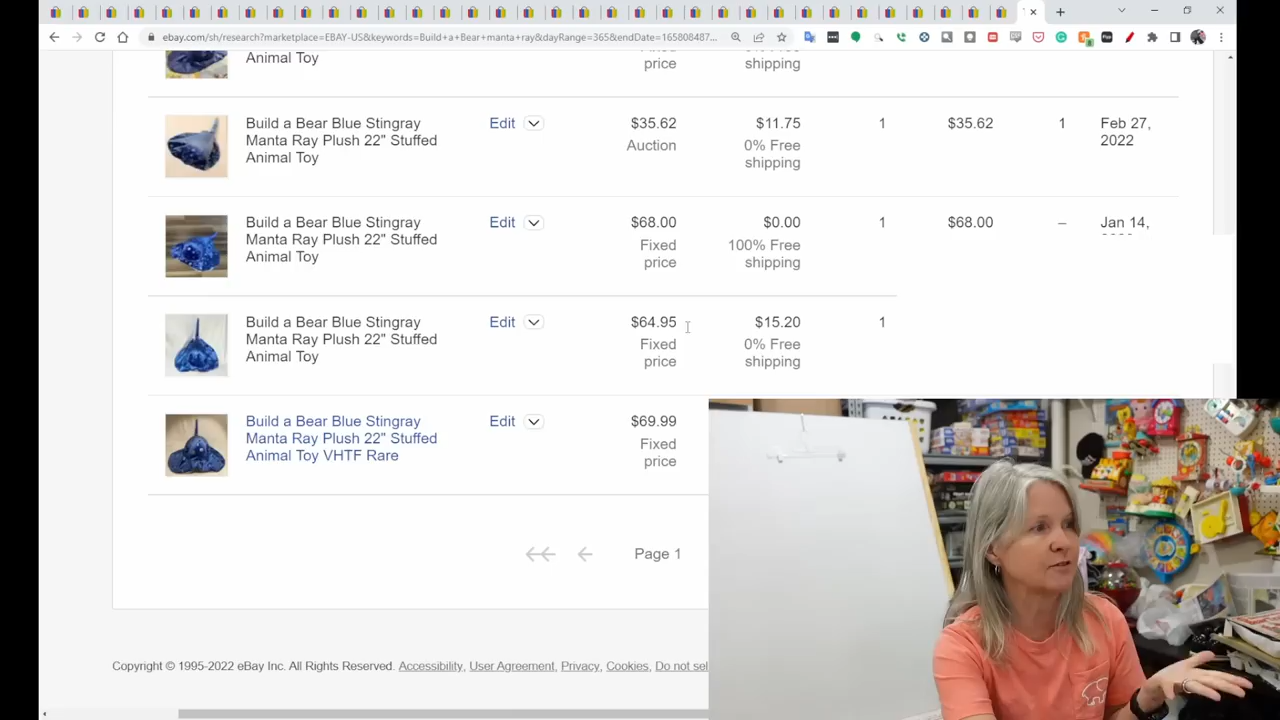 ebay.com/sh/research?marketplace=EBAY-US&keywords=Build+a+Bear+manta+ray&dayRange=365&endDate=165808487...
Animal Toy
price
shipping
Build a Bear Blue Stingray Manta Ray Plush 22" Stuffed Animal Toy
Edit
$35.62
Auction
$11.75
0% Free shipping
1
$35.62
1
Feb 27, 2022
Build a Bear Blue Stingray Manta Ray Plush 22" Stuffed Animal Toy
Edit
$68.00
Fixed price
$0.00
100% Free shipping
1
$68.00
–
Jan 14,
Build a Bear Blue Stingray Manta Ray Plush 22" Stuffed Animal Toy
Edit
$64.95
Fixed price
$15.20
0% Free shipping
1
Build a Bear Blue Stingray Manta Ray Plush 22" Stuffed Animal Toy VHTF Rare
Edit
$69.99
Fixed price
Page 1
Copyright © 1995-2022 eBay Inc. All Rights Reserved. Accessibility, User Agreement, Privacy, Cookies, Do not sel